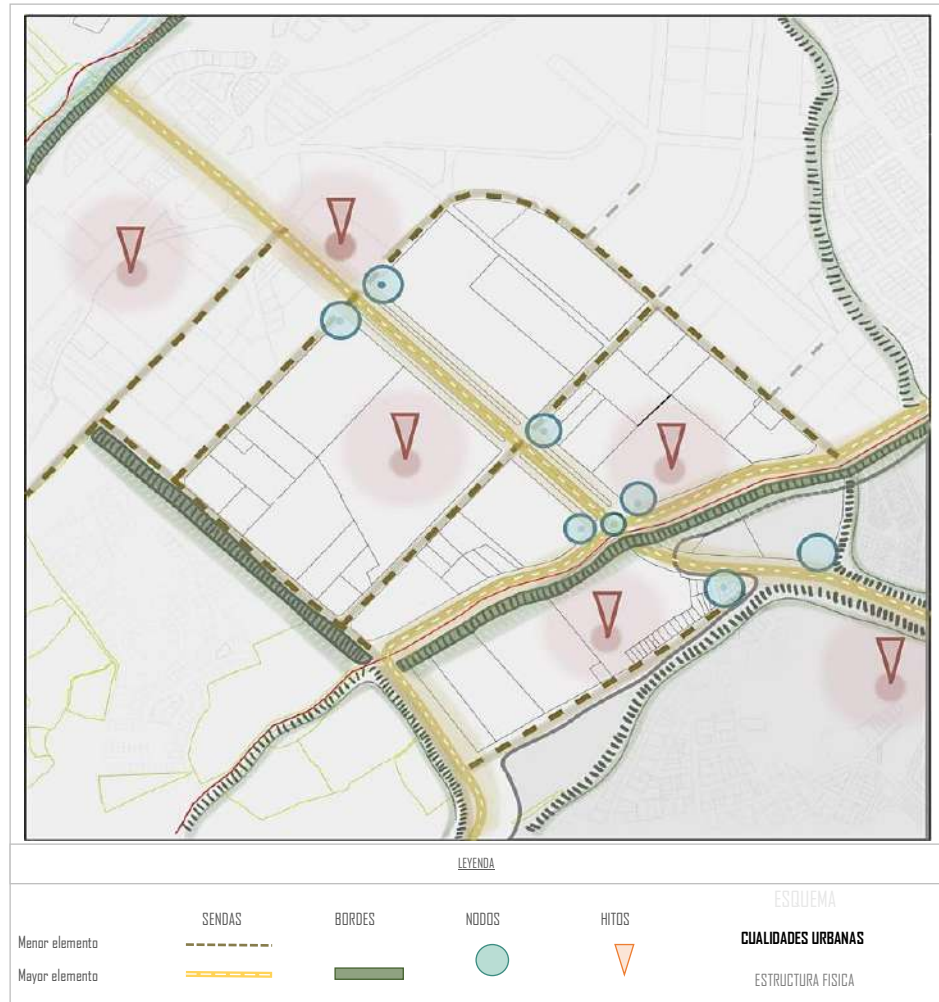 LEYENDA
ESQUEMA
SENDAS BORDES NODOS HITOS
Menor elemento
CUALIDADES URBANAS
Mayor elemento
ESTRUCTURA FISICA